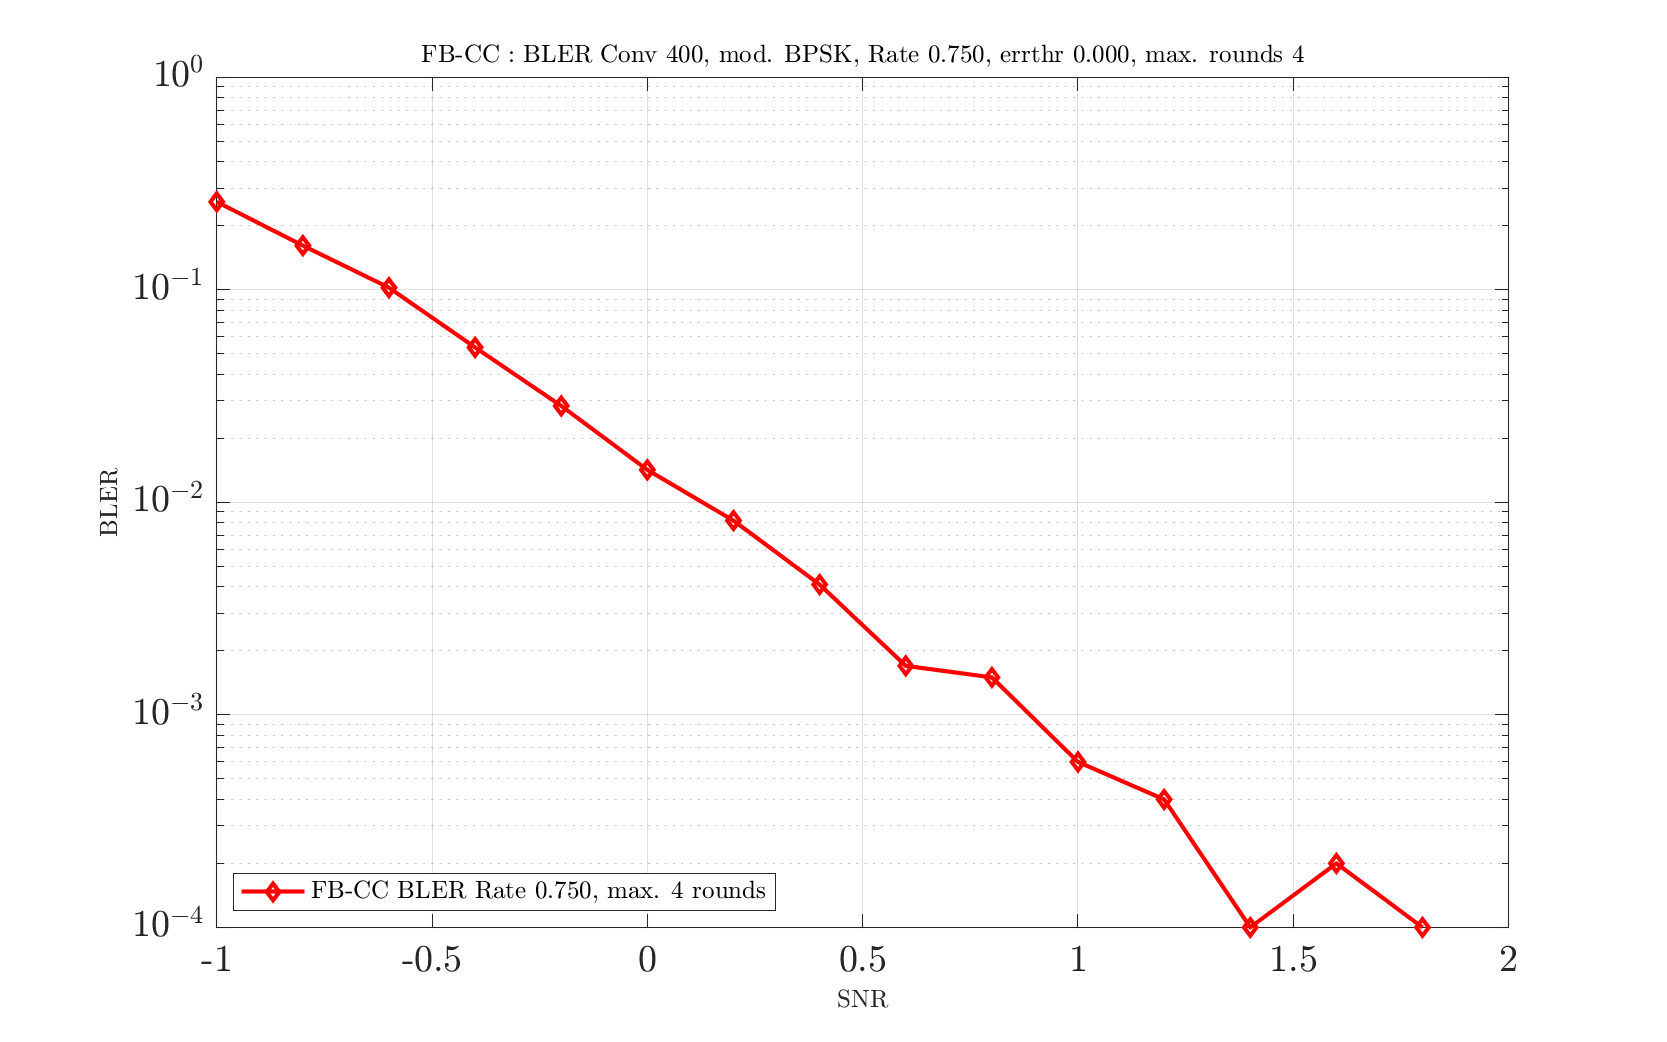 FB-CC : BLER Conv 400, mod. BPSK, Rate 0.750, errthr 0.000, max. rounds 4
10^0
10^-1
10^-2
10^-3
10^-4
BLER
FB-CC BLER Rate 0.750, max. 4 rounds
-1 -0.5 0 0.5 1 1.5 2
SNR